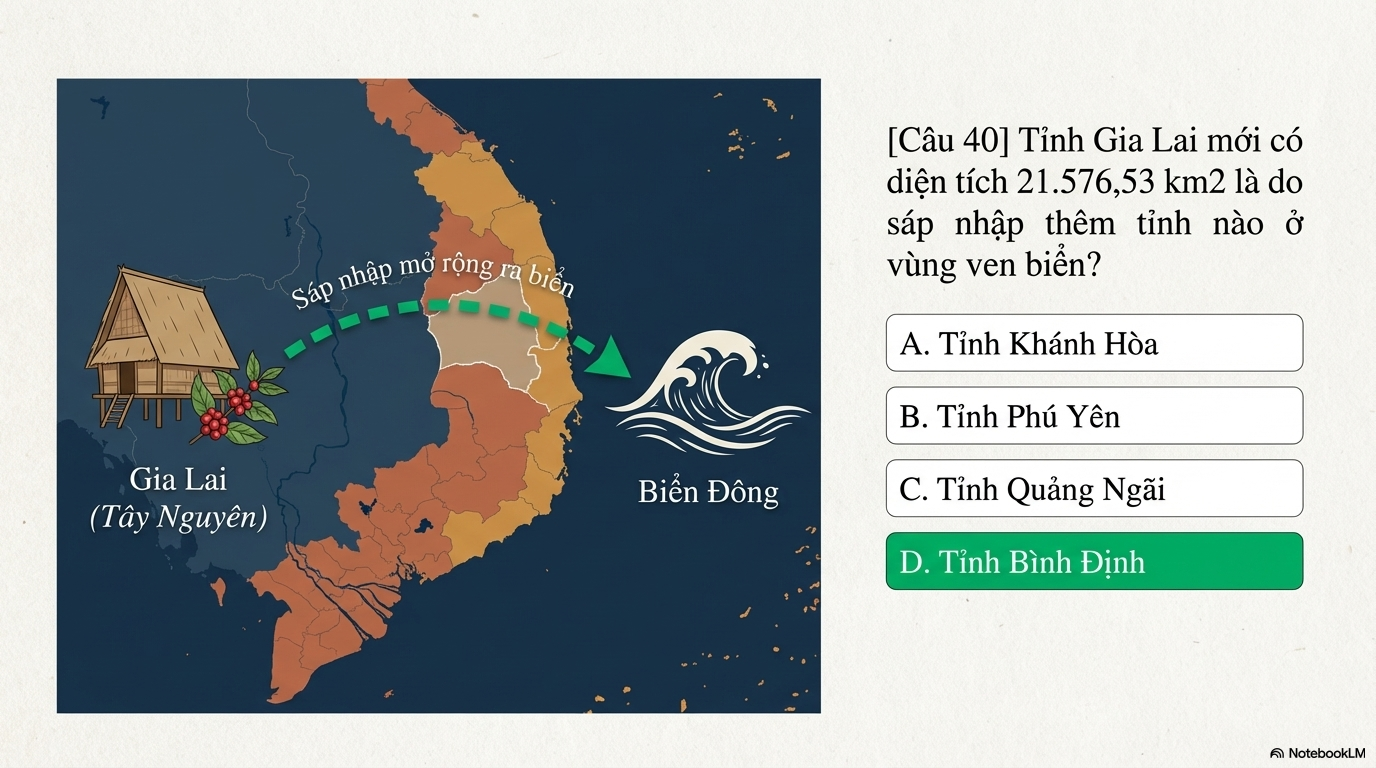 Sáp nhập mở rộng ra biển
Gia Lai
(Tây Nguyên)
Biển Đông
[Câu 40] Tỉnh Gia Lai mới có
diện tích 21.576,53 km2 là do
sáp nhập thêm tỉnh nào ở
vùng ven biển?
A. Tỉnh Khánh Hòa
B. Tỉnh Phú Yên
C. Tỉnh Quảng Ngãi
D. Tỉnh Bình Định
NotebookLM